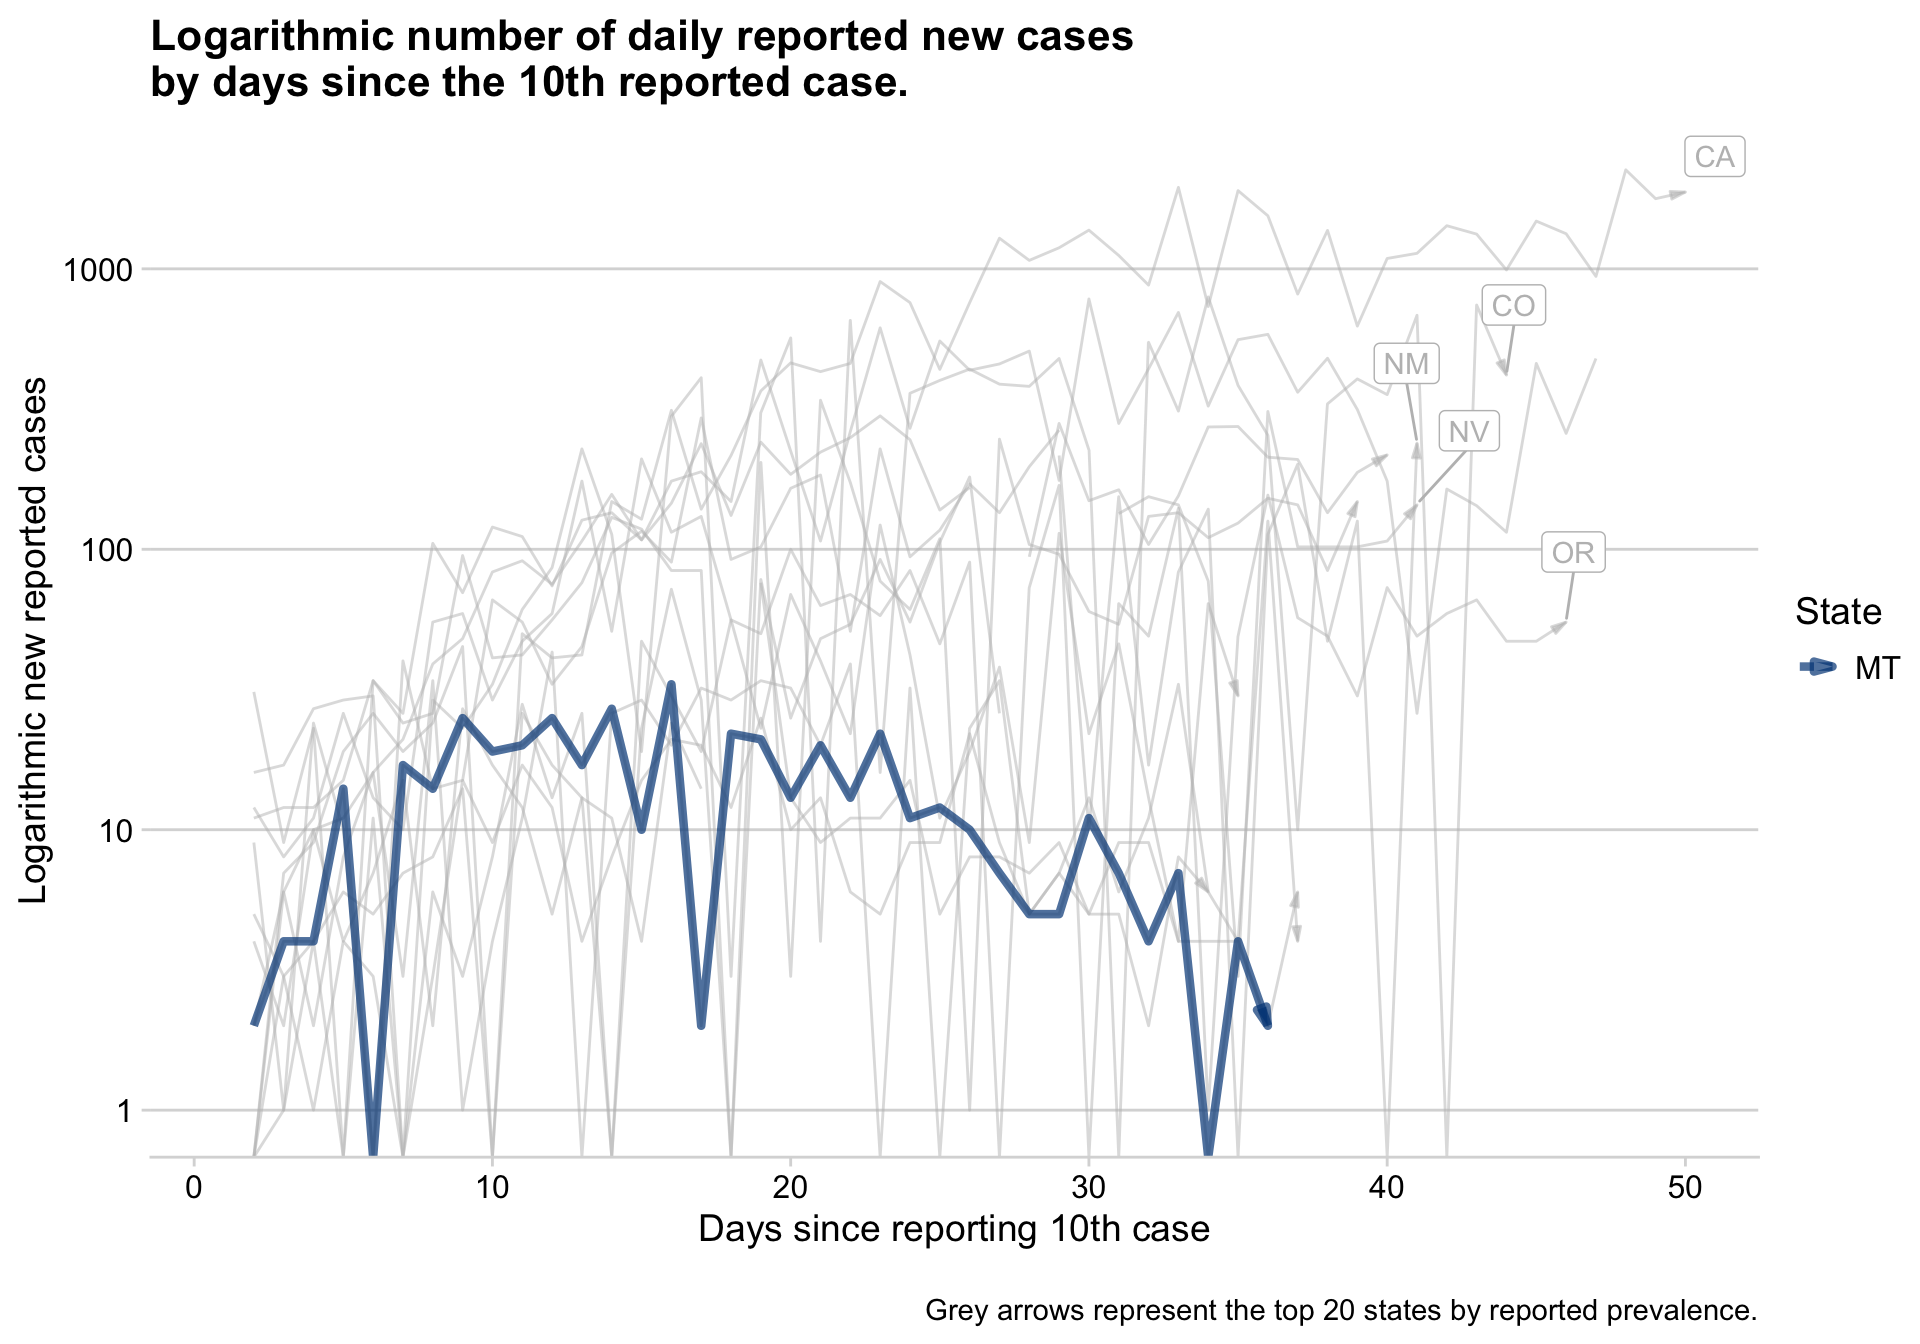 Logarithmic number of daily reported new cases
by days since the 10th reported case.
Logarithmic new reported cases
1000
100
10
1
CA
CO
NM
NV
OR
State
MT
0 10 20 30 40 50
Days since reporting 10th case
Grey arrows represent the top 20 states by reported prevalence.